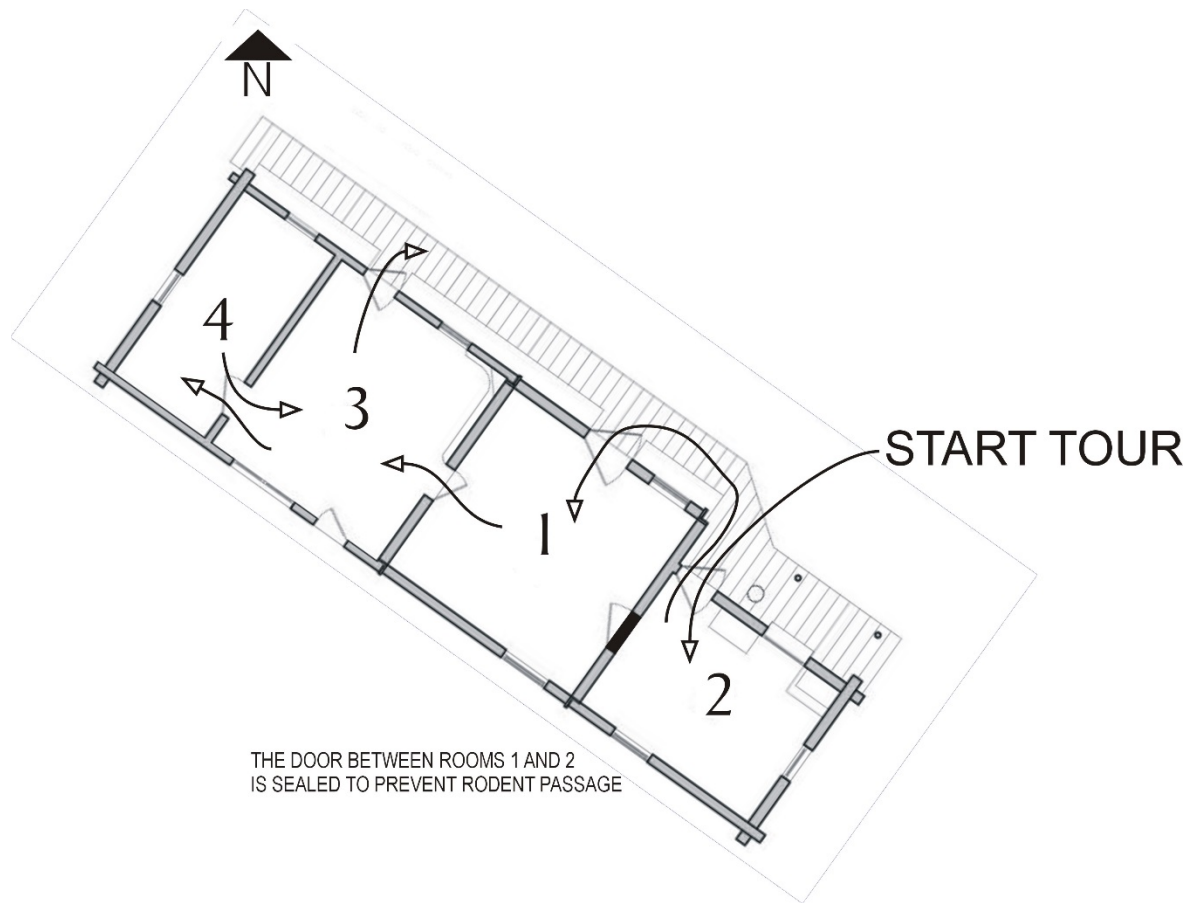 N
4
3
START TOUR
1
2
THE DOOR BETWEEN ROOMS 1 AND 2
IS SEALED TO PREVENT RODENT PASSAGE